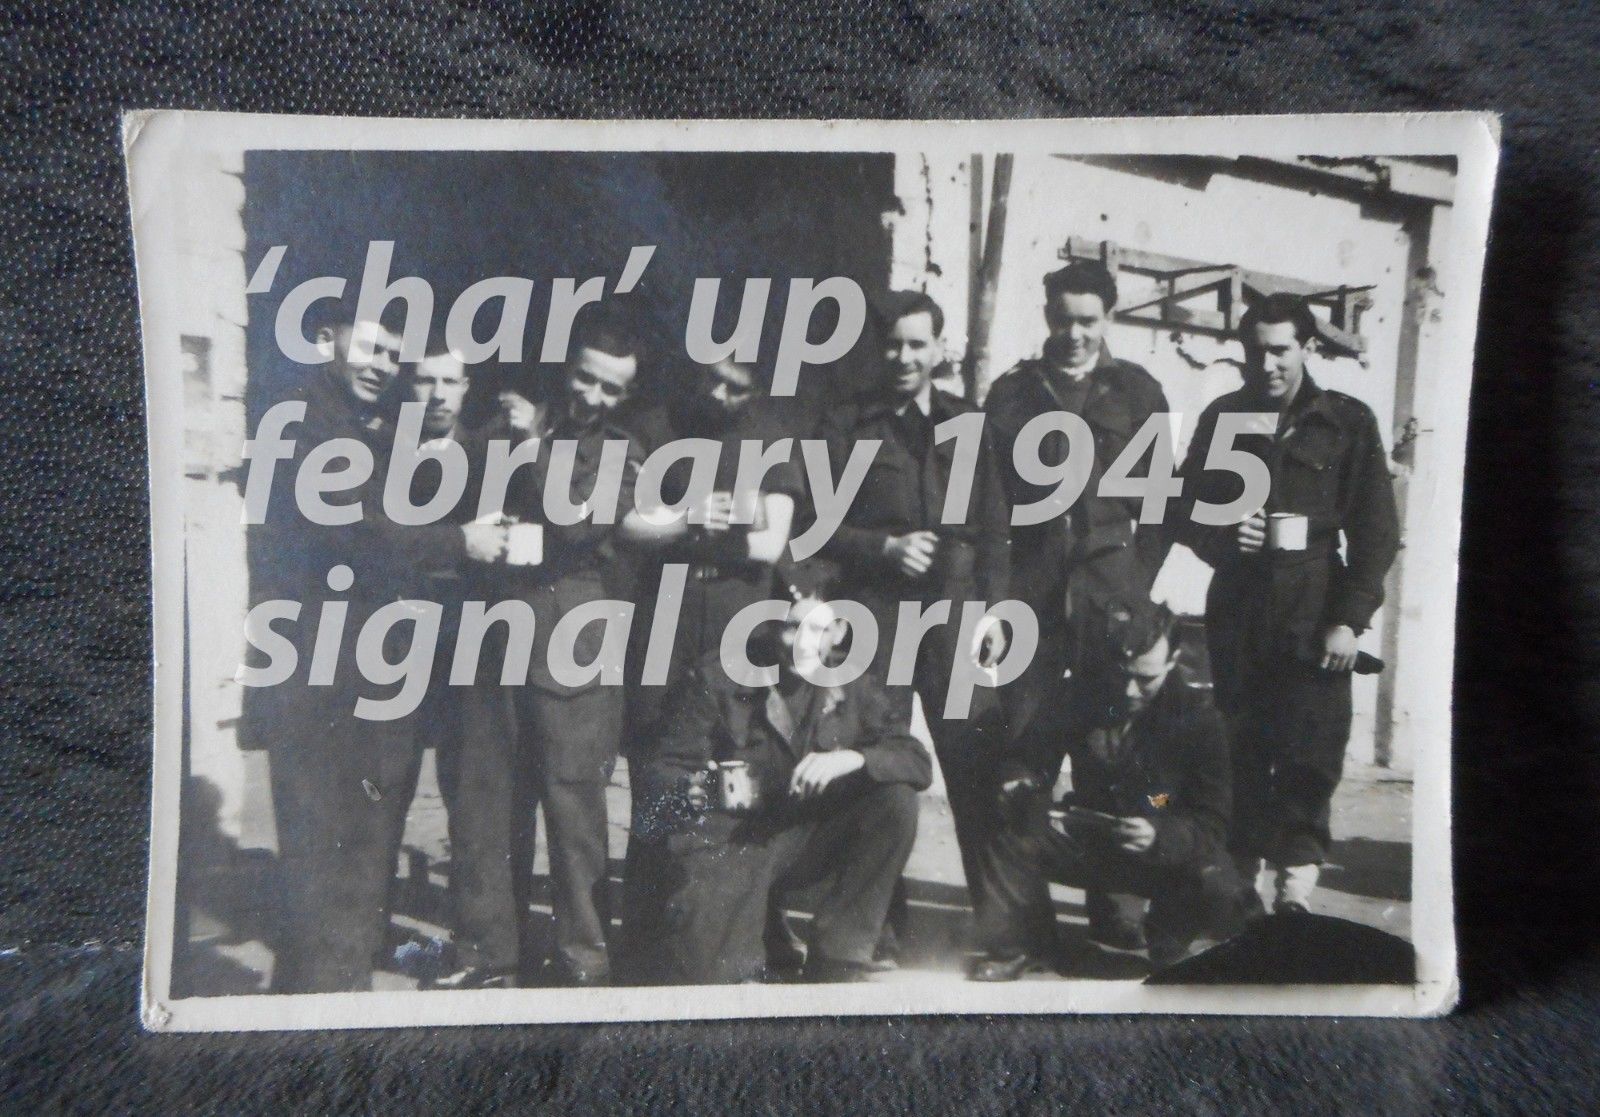 ‘char’ up
february 1945
signal corp